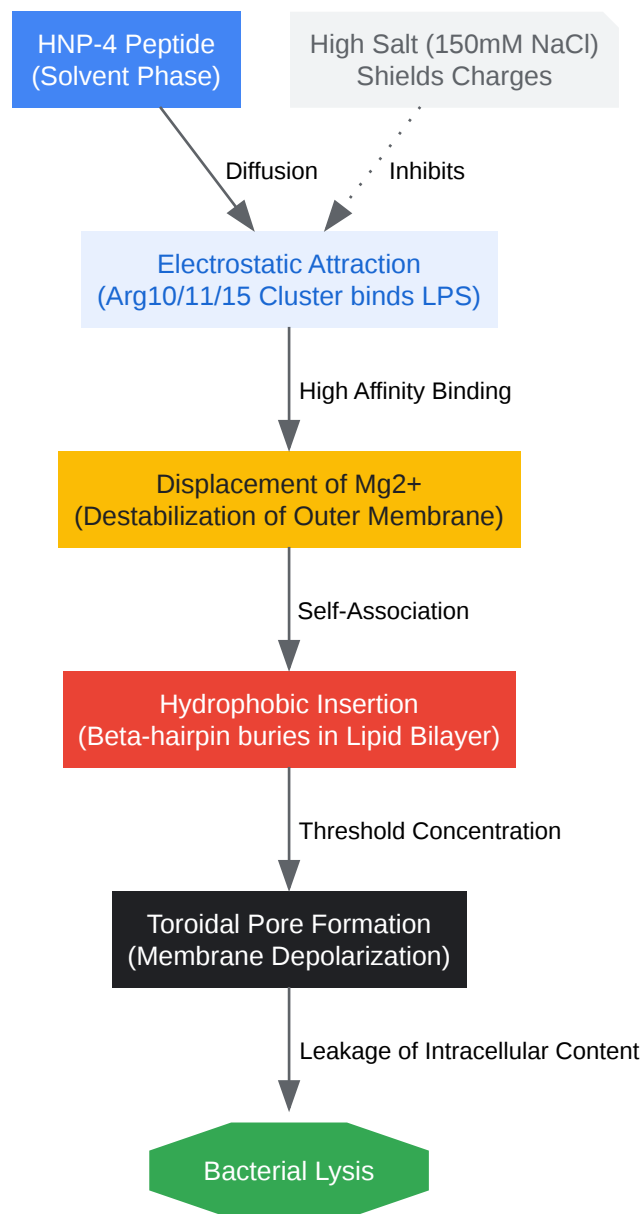 HNP-4 Peptide
(Solvent Phase)
High Salt (150mM NaCl)
Shields Charges
Diffusion
Inhibits
Electrostatic Attraction
(Arg10/11/15 Cluster binds LPS)
High Affinity Binding
Displacement of Mg2+
(Destabilization of Outer Membrane)
Self-Association
Hydrophobic Insertion
(Beta-hairpin buries in Lipid Bilayer)
Threshold Concentration
Toroidal Pore Formation
(Membrane Depolarization)
Leakage of Intracellular Content
Bacterial Lysis